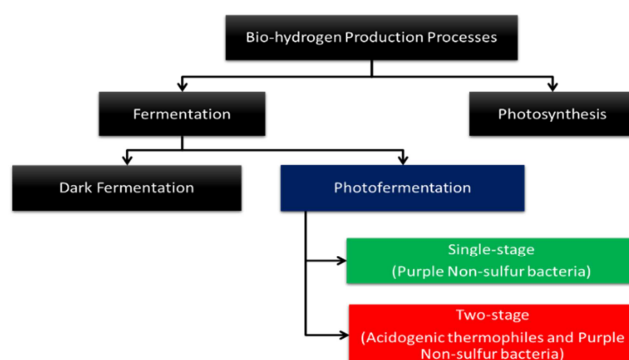 Bio-hydrogen Production Processes
Fermentation
Photosynthesis
Dark Fermentation
Photofermentation
Single-stage
(Purple Non-sulfur bacteria)
Two-stage
(Acidogenic thermophiles and Purple
Non-sulfur bacteria)